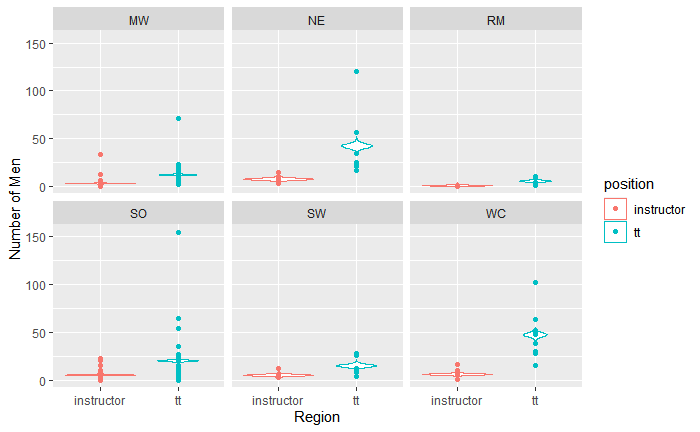 MW NE RM
150
100
50
0
SO SW WC
150
100
50
0
instructor tt instructor tt instructor tt
Region
Number of Men
position
instructor
tt